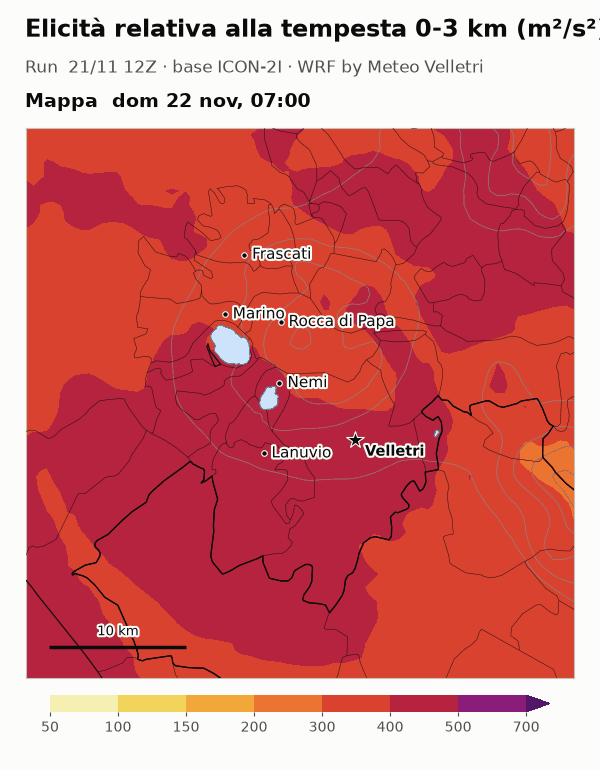 Elicità relativa alla tempesta 0-3 km (m²/s²)
Run  21/11 12Z · base ICON-2I · WRF by Meteo Velletri
Mappa  dom 22 nov, 07:00
Frascati
Marino
Rocca di Papa
Nemi
Velletri
Lanuvio
10 km
50 100 150 200 300 400 500 700